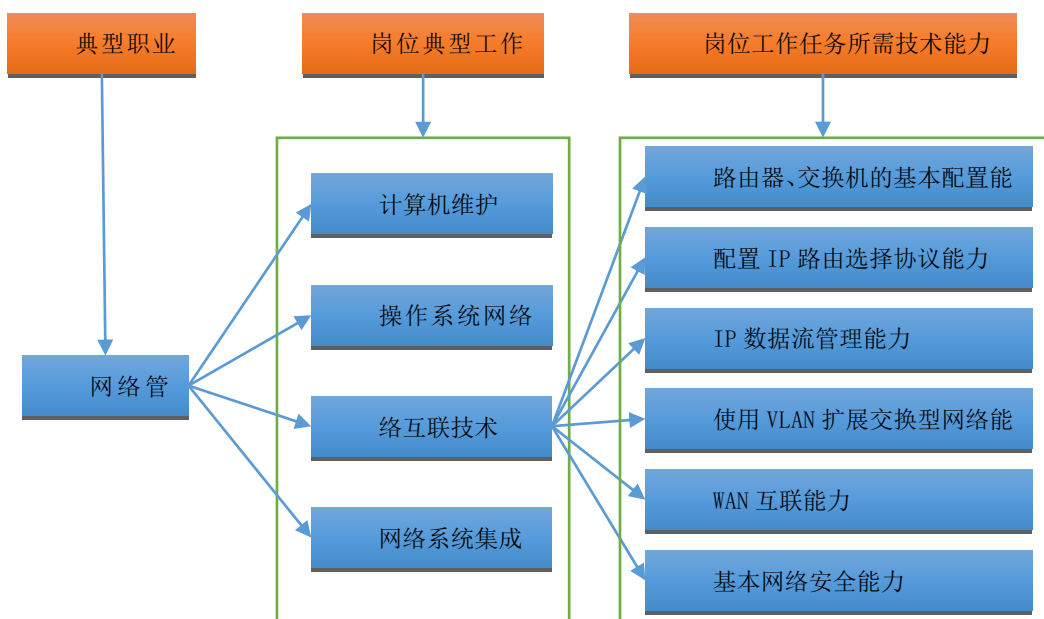 典型职业
岗位典型工作
岗位工作任务所需技术能力
网络管
计算机维护
操作系统网络
络互联技术
网络系统集成
路由器、交换机的基本配置能
配置 IP 路由选择协议能力
IP 数据流管理能力
使用 VLAN 扩展交换型网络能
WAN 互联能力
基本网络安全能力